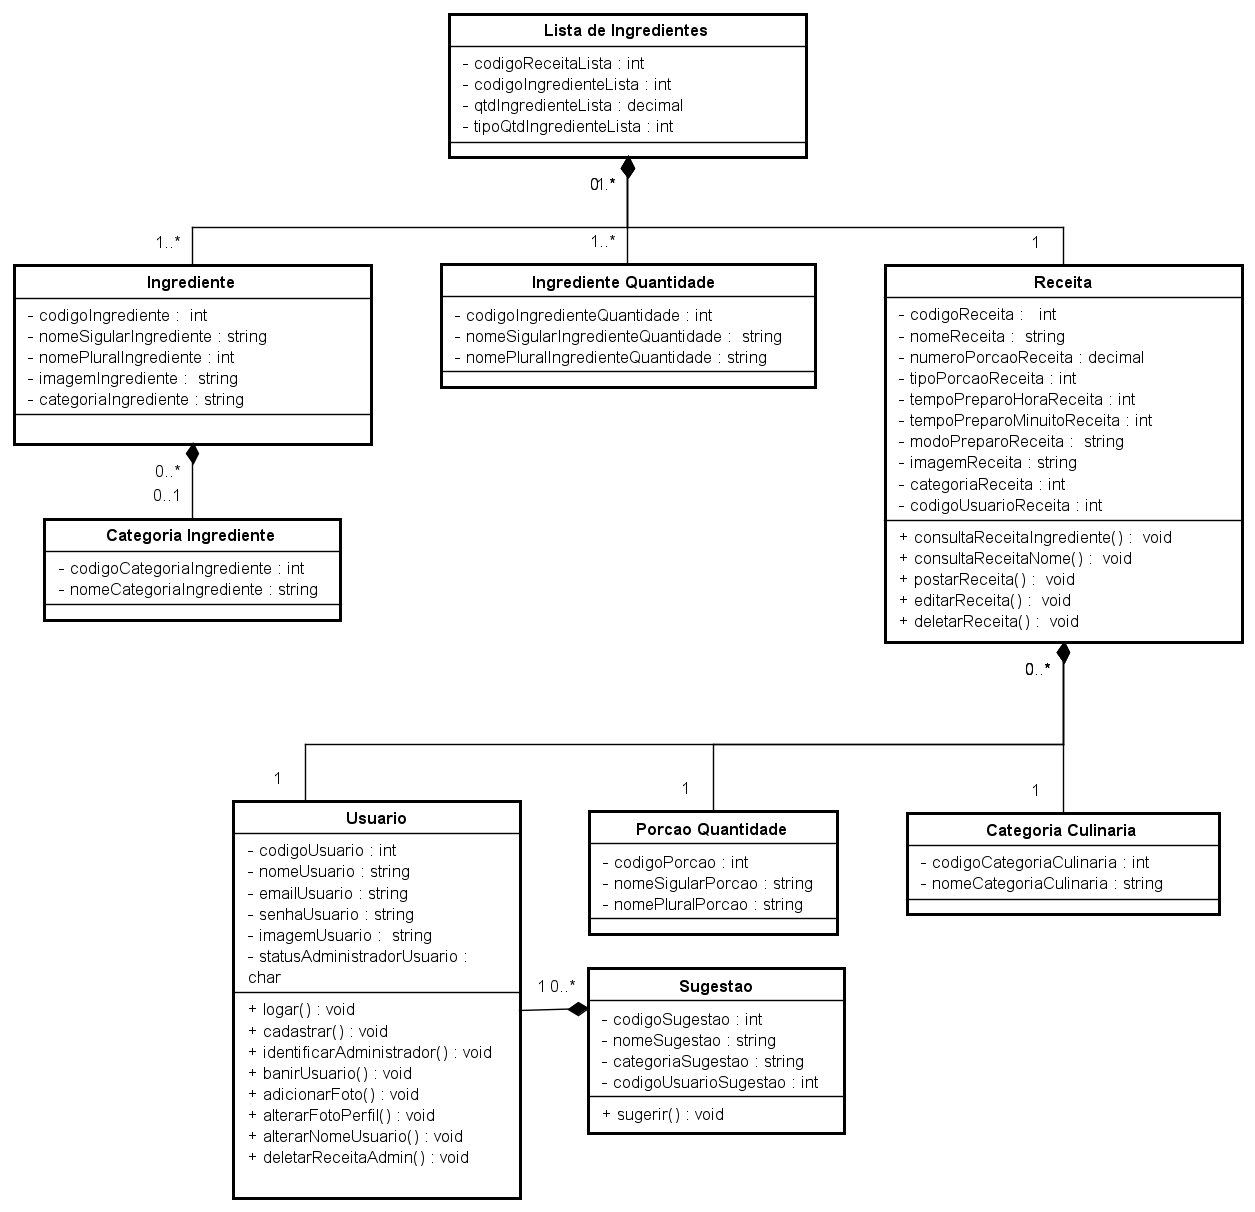 Lista de Ingredientes
- codigoReceitaLista : int
- codigoIngredienteLista : int
- qtdIngredienteLista : decimal
- tipoQtdIngredienteLista : int
1..*
1..*
1
Ingrediente
- codigoIngrediente : int
- nomeSigularIngrediente : string
- nomePluralIngrediente : int
- imagemIngrediente : string
- categoriaIngrediente : string
Ingrediente Quantidade
- codigoIngredienteQuantidade : int
- nomeSigularIngredienteQuantidade : string
- nomePluralIngredienteQuantidade : string
Receita
- codigoReceita : int
- nomeReceita : string
- numeroPorcaoReceita : decimal
- tipoPorcaoReceita : int
- tempoPreparoHoraReceita : int
- tempoPreparoMinuitoReceita : int
- modoPreparoReceita : string
- imagemReceita : string
- categoriaReceita : int
- codigoUsuarioReceita : int
+ consultaReceitaIngrediente() : void
+ consultaReceitaNome() : void
+ postarReceita() : void
+ editarReceita() : void
+ deletarReceita() : void
0..*
0..1
Categoria Ingrediente
- codigoCategoriaIngrediente : int
- nomeCategoriaIngrediente : string
0..*
1
1
1
Usuario
- codigoUsuario : int
- nomeUsuario : string
- emailUsuario : string
- senhaUsuario : string
- imagemUsuario : string
- statusAdministradorUsuario :
char
+ logar() : void
+ cadastrar() : void
+ identificarAdministrador() : void
+ banirUsuario() : void
+ adicionarFoto() : void
+ alterarFotoPerfil() : void
+ alterarNomeUsuario() : void
+ deletarReceitaAdmin() : void
Porcao Quantidade
- codigoPorcao : int
- nomeSigularPorcao : string
- nomePluralPorcao : string
Categoria Culinaria
- codigoCategoriaCulinaria : int
- nomeCategoriaCulinaria : string
1 0..*
Sugestao
- codigoSugestao : int
- nomeSugestao : string
- categoriaSugestao : string
- codigoUsuarioSugestao : int
+ sugerir() : void